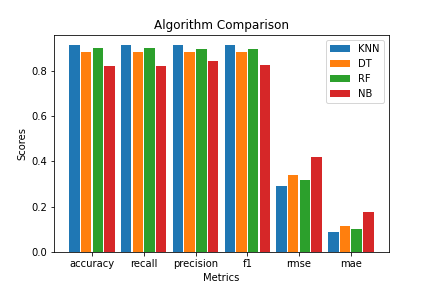 Algorithm Comparison
KNN
DT
RF
NB
Scores
0.8
0.6
0.4
0.2
0.0
accuracy recall precision f1 rmse mae
Metrics